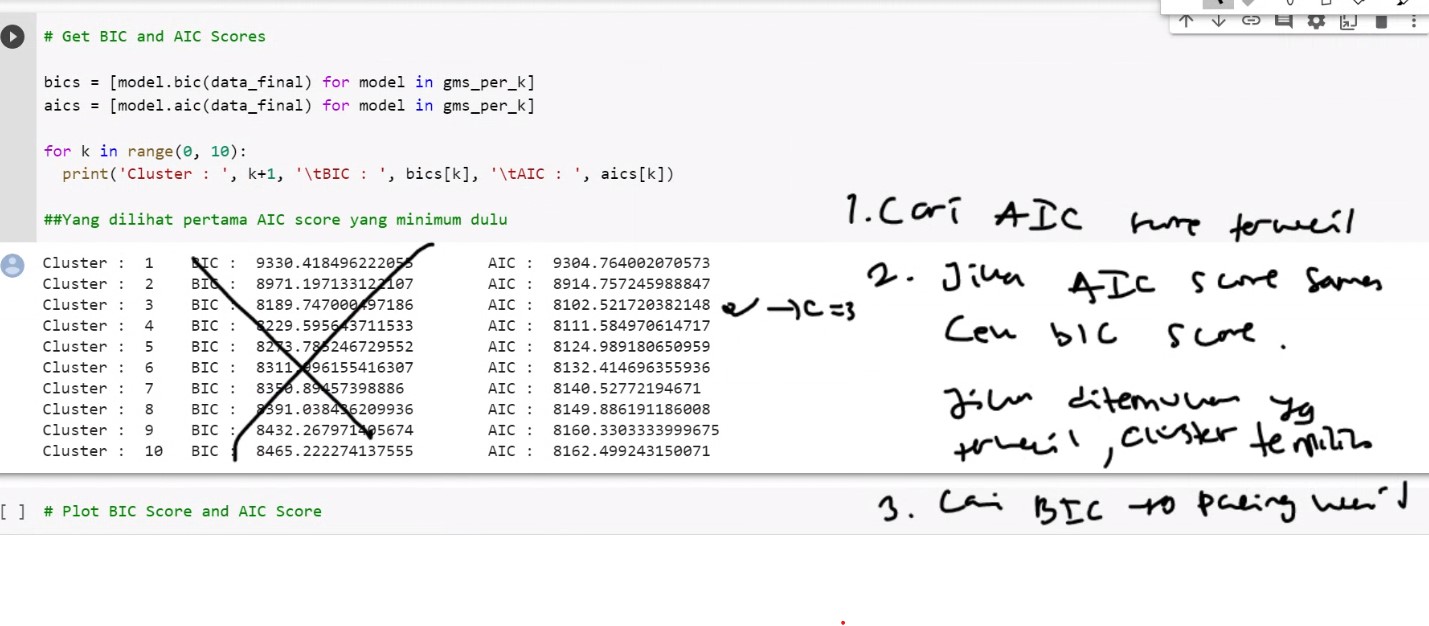 # Get BIC and AIC Scores
bics = [model.bic(data_final) for model in gms_per_k]
aics = [model.aic(data_final) for model in gms_per_k]
for k in range(0, 10):
print('Cluster : ', k+1, '\tBIC : ', bics[k], '\tAIC : ', aics[k])
##Yang dilihat pertama AIC score yang minimum dulu
Cluster : 1 BIC : 9330.418496222055 AIC : 9304.764002070573
Cluster : 2 BIC : 8971.197133122107 AIC : 8914.757245988847
Cluster : 3 BIC : 8189.747000497186 AIC : 8102.521720382148
Cluster : 4 BIC : 8229.595643711533 AIC : 8111.584970614717
Cluster : 5 BIC : 8273.785246729552 AIC : 8124.989180650959
Cluster : 6 BIC : 8311.996155416307 AIC : 8132.414696355936
Cluster : 7 BIC : 8350.89457398886 AIC : 8140.52772194671
Cluster : 8 BIC : 8391.038436209936 AIC : 8149.886191186008
Cluster : 9 BIC : 8432.267971405674 AIC : 8160.3303333999675
Cluster : 10 BIC : 8465.222274137555 AIC : 8162.499243150071
→ C = 3
1. Cari AIC score terkecil
2. Jika AIC score sama,
Cek BIC score.
Jika ditemukan yg
terkecil, cluster terpilih
3. Cari BIC paling kecil
[ ] # Plot BIC Score and AIC Score